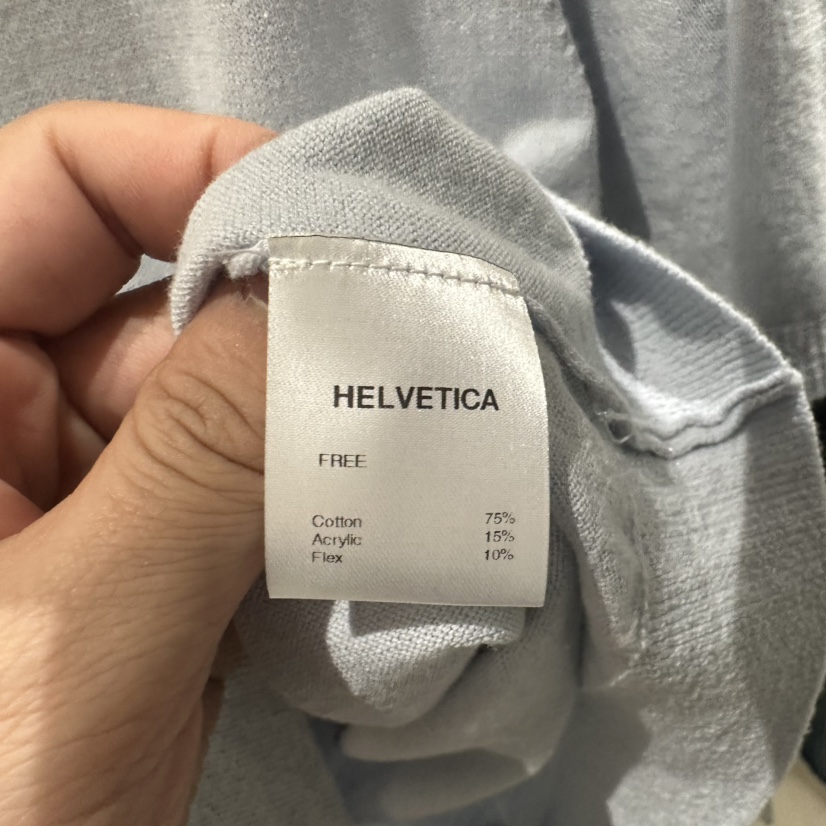 HELVETICA
FREE
Cotton 75%
Acrylic 15%
Flex 10%